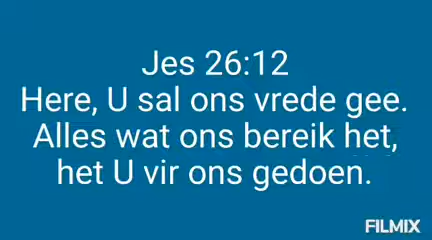 Jes 26:12
Here, U sal ons vrede gee.
Alles wat ons bereik het,
het U vir ons gedoen.
FILMIX